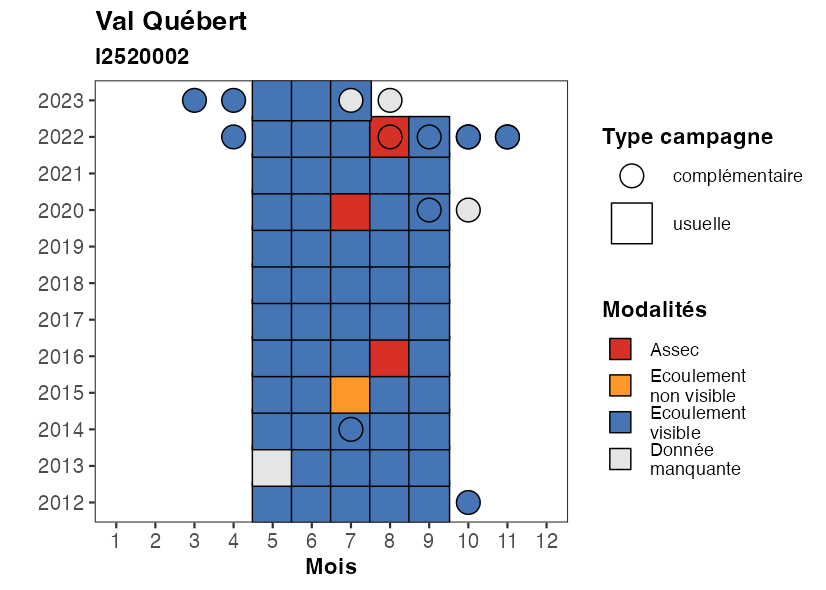 Val Québert
I2520002
2023
2022
2021
2020
2019
2018
2017
2016
2015
2014
2013
2012
1 2 3 4 5 6 7 8 9 10 11 12
Mois
Type campagne
complémentaire
usuelle
Modalités
Assec
Ecoulement
non visible
Ecoulement
visible
Donnée
manquante